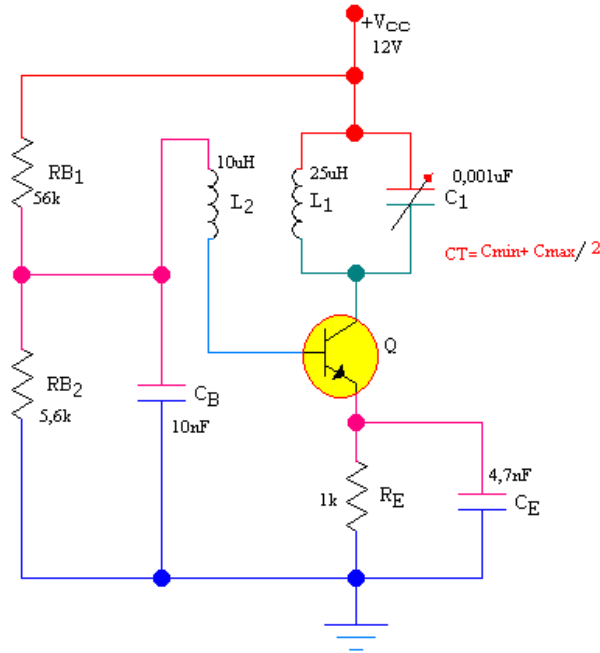 +VCC
12V
RB1
56k
10uH
L2
25uH
L1
0,001uF
C1
CT= Cmin+ Cmax/ 2
Q
RB2
5,6k
CB
10nF
RE
1k
4,7nF
CE